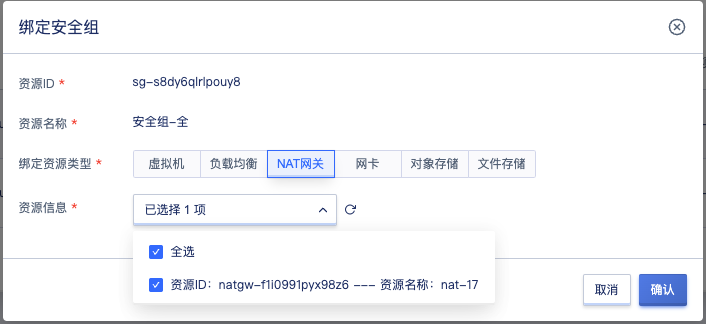 绑定安全组
资源ID *
sg-s8dy6qlrlpouy8
资源名称 *
安全组-全
绑定资源类型 *
虚拟机 负载均衡 NAT网关 网卡 对象存储 文件存储
资源信息 *
已选择 1 项
全选
资源ID：natgw-f1i0991pyx98z6 --- 资源名称：nat-17
取消 确认